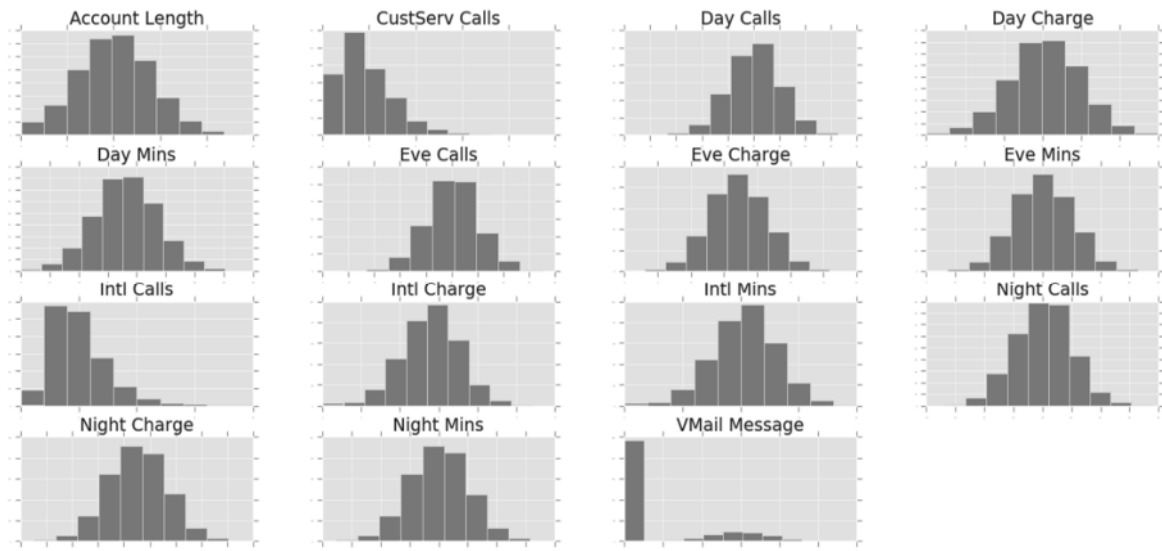 Account Length
CustServ Calls
Day Calls
Day Charge
Day Mins
Eve Calls
Eve Charge
Eve Mins
Intl Calls
Intl Charge
Intl Mins
Night Calls
Night Charge
Night Mins
VMail Message